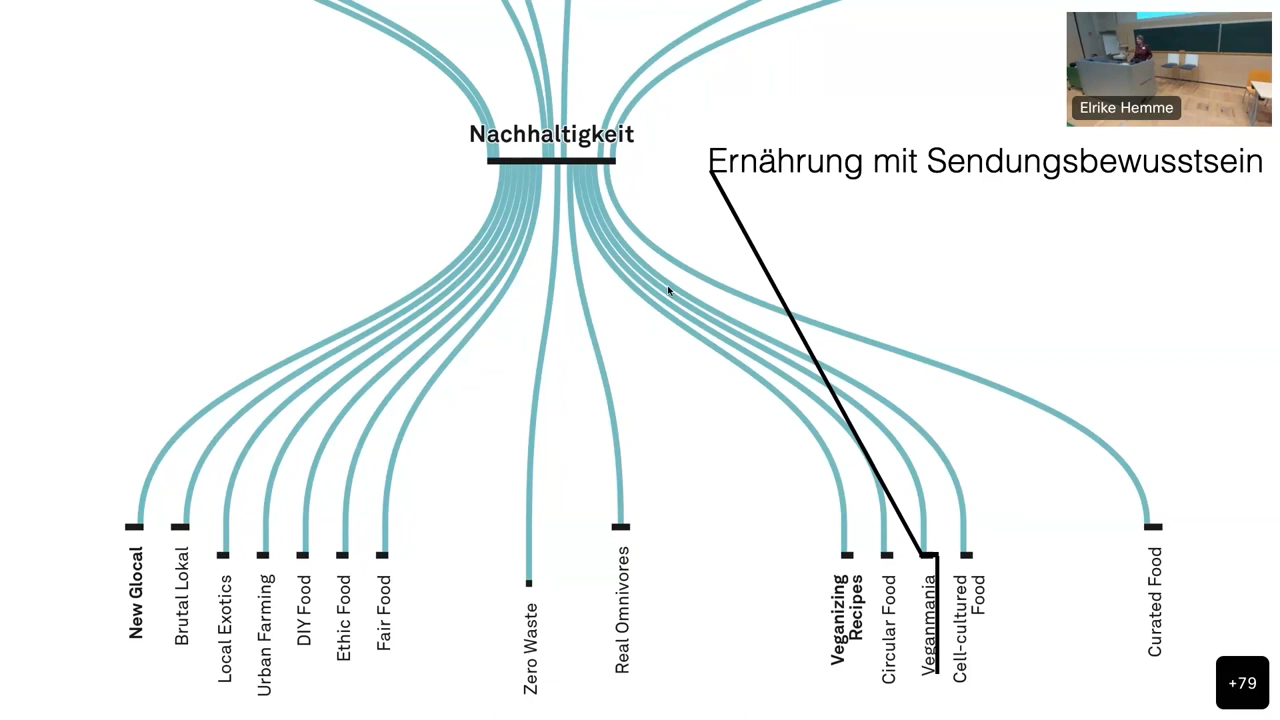 Elrike Hemme
Nachhaltigkeit
Ernährung mit Sendungsbewusstsein
New Glocal
Brutal Lokal
Local Exotics
Urban Farming
DIY Food
Ethic Food
Fair Food
Zero Waste
Real Omnivores
Veganizing
Recipes
Circular Food
Veganmania
Cell-cultured
Food
Curated Food
+79